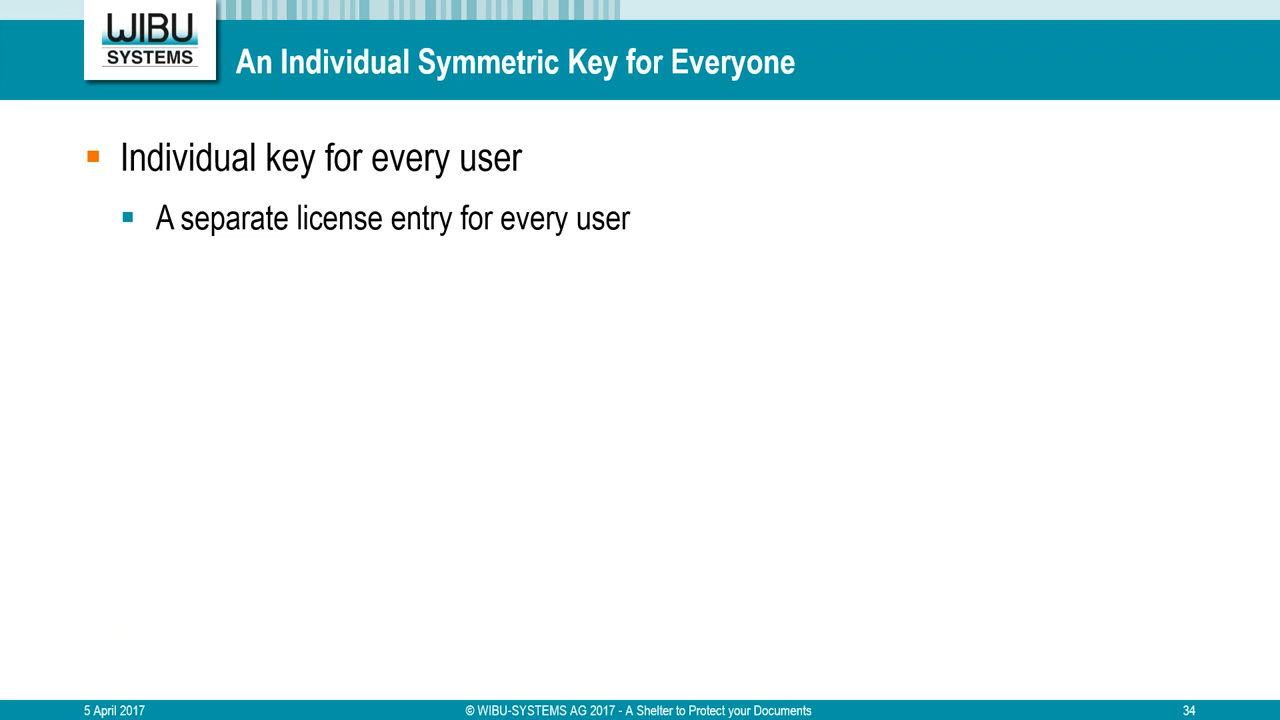 WIBU
SYSTEMS
An Individual Symmetric Key for Everyone
Individual key for every user
A separate license entry for every user
5 April 2017
© WIBU-SYSTEMS AG 2017 - A Shelter to Protect your Documents
34